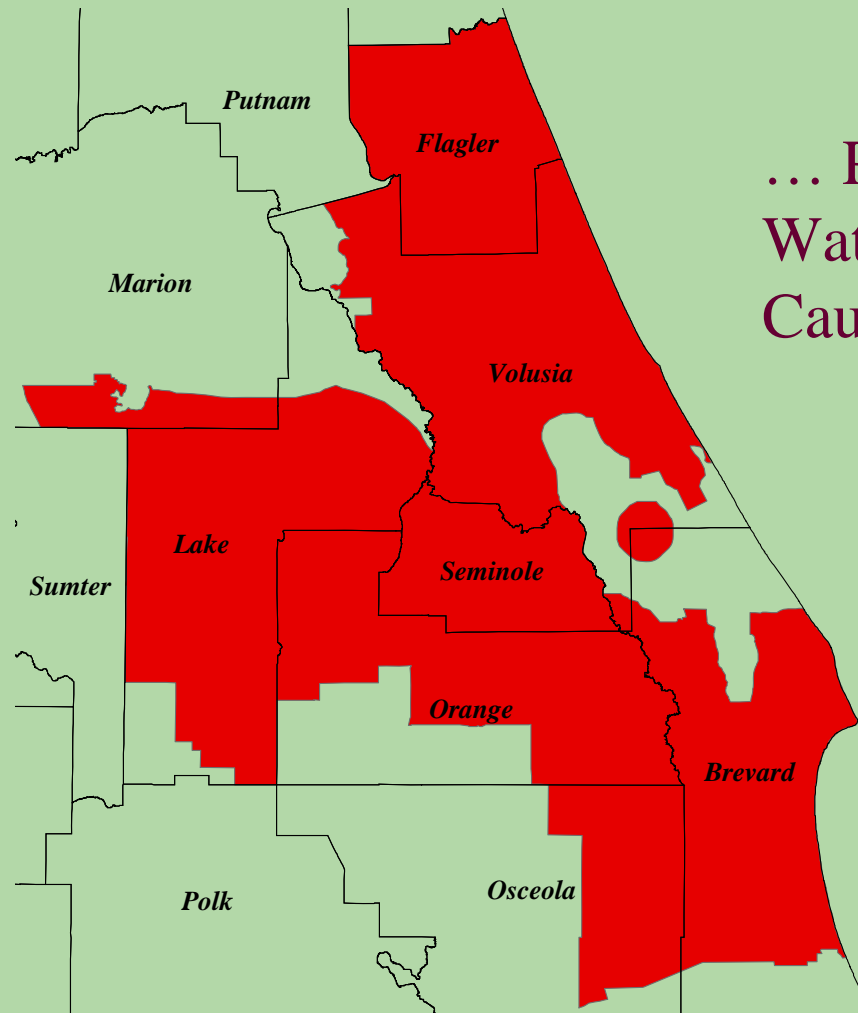 Putnam
Flagler
Marion
Volusia
Lake
Seminole
Sumter
Orange
Brevard
Polk
Osceola
…